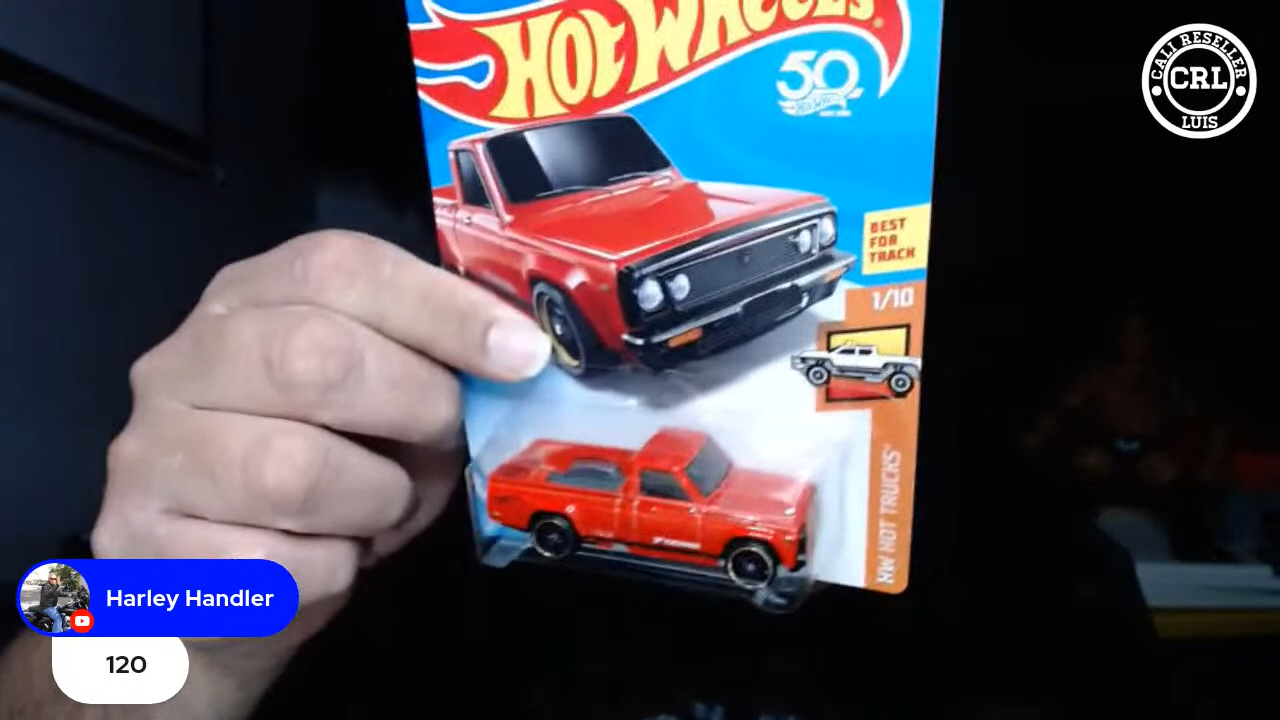 HOT WHEELS
50
CALI RESELLER
CRL
LUIS
BEST
FOR
TRACK
1/10
HW HOT TRUCKS
Harley Handler
120